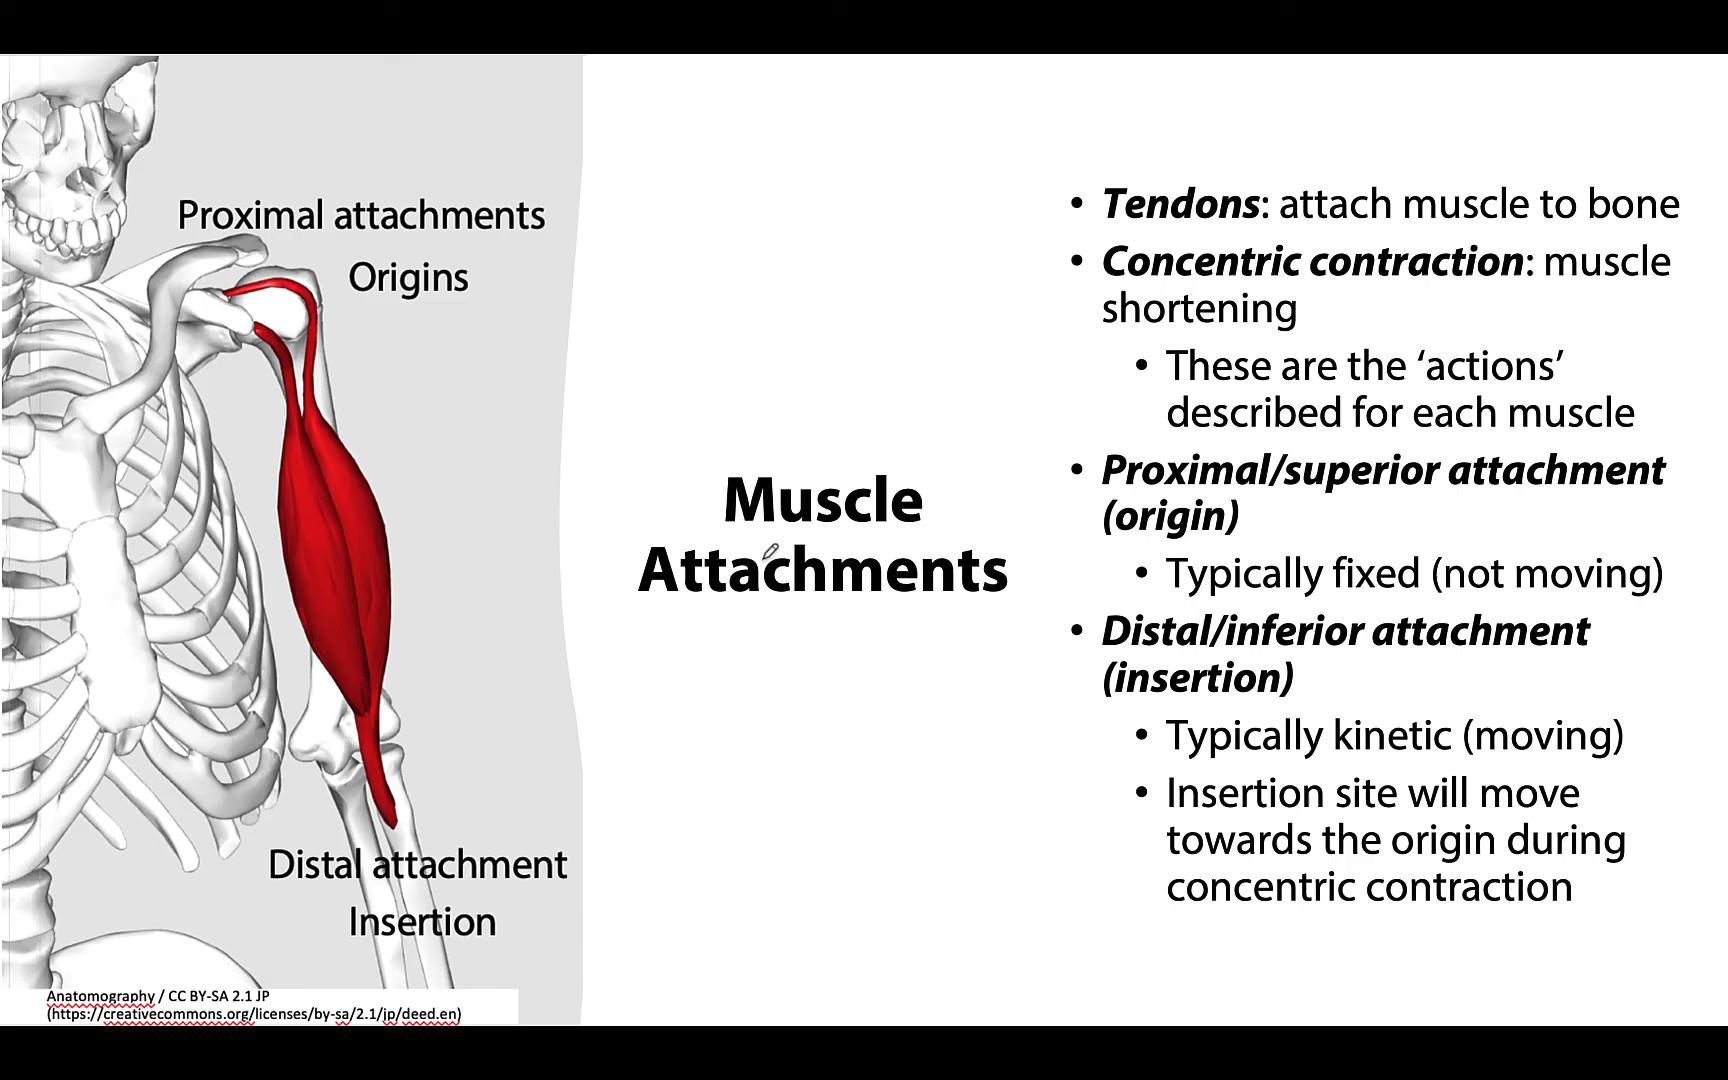 Proximal attachments
Origins
Distal attachment
Insertion
Anatomography / CC BY-SA 2.1 JP
(https://creativecommons.org/licenses/by-sa/2.1/jp/deed.en)
Muscle
Attachments
• Tendons: attach muscle to bone
• Concentric contraction: muscle
shortening
• These are the ‘actions’
described for each muscle
• Proximal/superior attachment
(origin)
• Typically fixed (not moving)
• Distal/inferior attachment
(insertion)
• Typically kinetic (moving)
• Insertion site will move
towards the origin during
concentric contraction